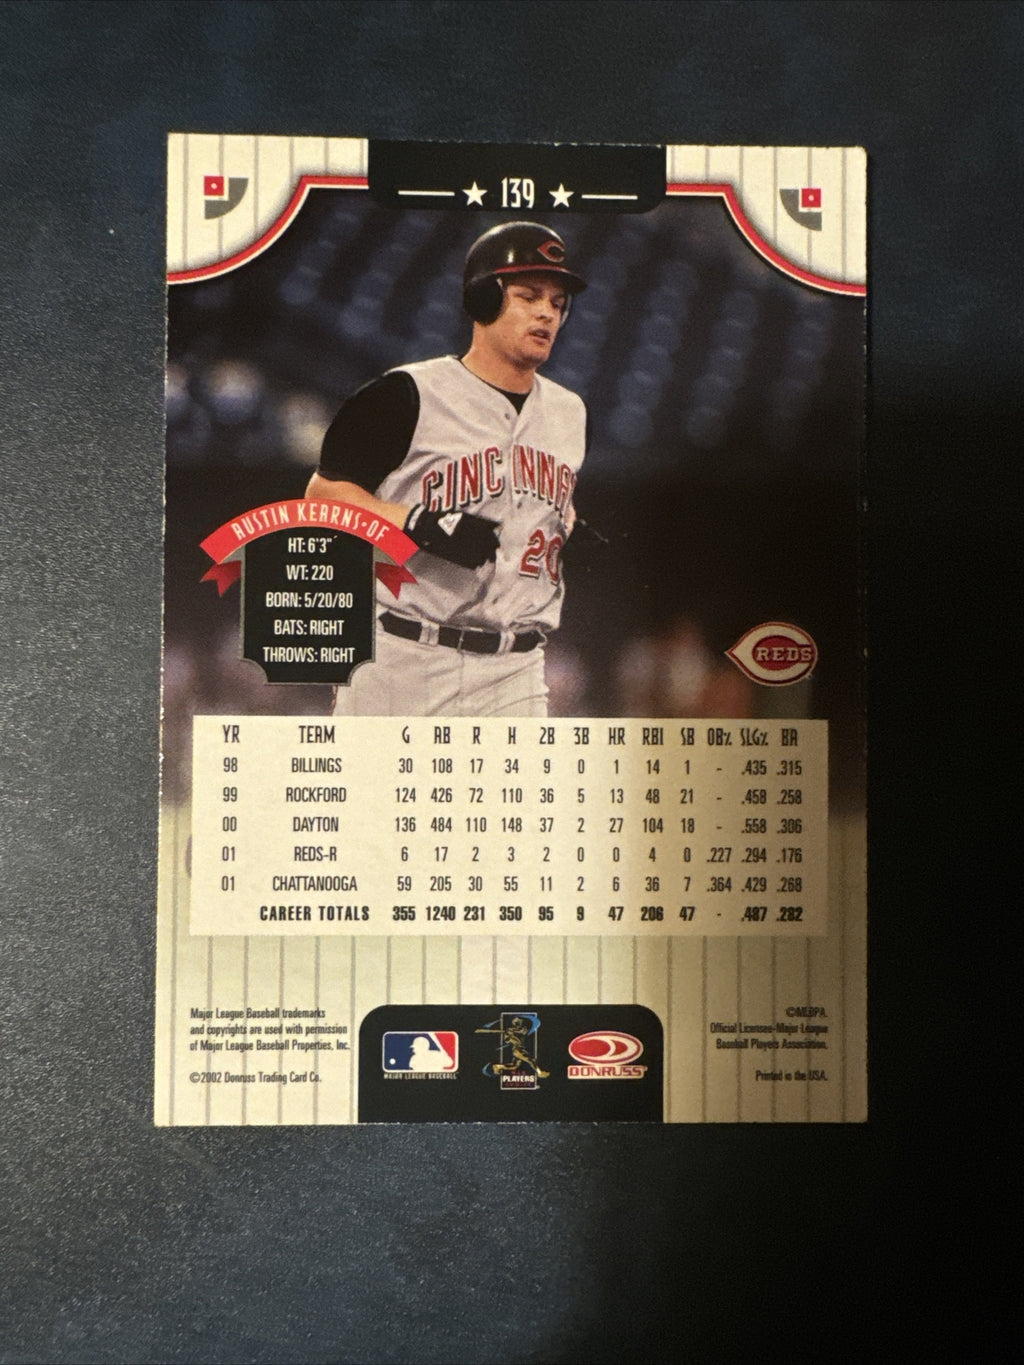 139
CINCINNA
20
AUSTIN KEARNS•OF
HT: 6'3"
WT: 220
BORN: 5/20/80
BATS: RIGHT
THROWS: RIGHT
REDS
YR TEAM G AB R H 2B 3B HR RBI SB OB% SLG% BA
98 BILLINGS 30 108 17 34 9 0 1 14 1 - .435 .315
99 ROCKFORD 124 426 72 110 36 5 13 48 21 - .458 .258
00 DAYTON 136 484 110 148 37 2 27 104 18 - .558 .306
01 REDS-R 6 17 2 3 2 0 0 4 0 .227 .294 .176
01 CHATTANOOGA 59 205 30 55 11 2 6 36 7 .364 .429 .268
CAREER TOTALS 355 1240 231 350 95 9 47 206 47 - .487 .282
Major League Baseball trademarks
and copyrights are used with permission
of Major League Baseball Properties, Inc.
©2002 Donruss Trading Card Co.
MAJOR LEAGUE BASEBALL
PLAYERS
DONRUSS
©MLBPA
Official Licensee-Major League
Baseball Players Association.
Printed in the USA.